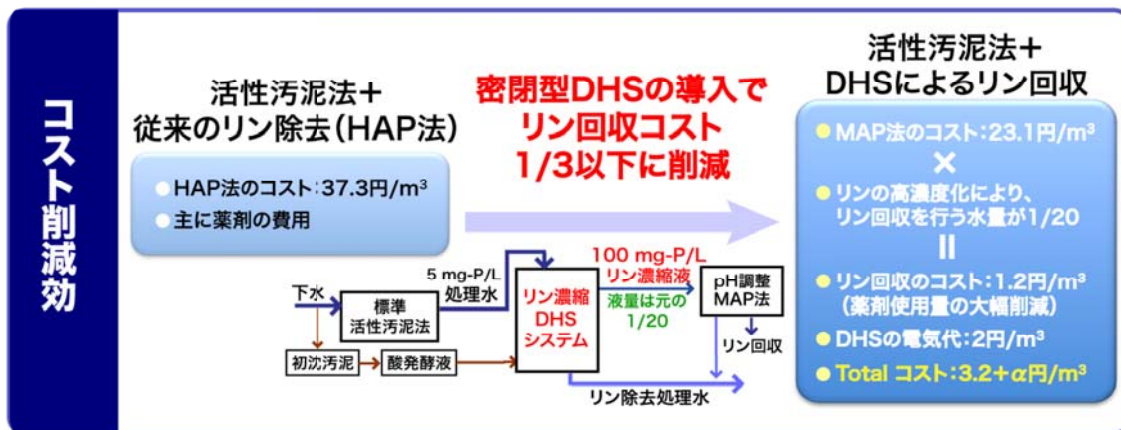 コスト削減効
活性汚泥法＋
従来のリン除去(HAP法)
HAP法のコスト:37.3円/m³
主に薬剤の費用
密閉型DHSの導入で
リン回収コスト
1/3以下に削減
下水
標準
活性汚泥法
5 mg-P/L
処理水
初沈汚泥
酸発酵液
リン濃縮
DHS
システム
100 mg-P/L
リン濃縮液
液量は元の
1/20
pH調整
MAP法
リン回収
リン除去処理水
活性汚泥法＋
DHSによるリン回収
MAP法のコスト:23.1円/m³
×
リンの高濃度化により、
リン回収を行う水量が1/20
＝
リン回収のコスト:1.2円/m³
(薬剤使用量の大幅削減)
DHSの電気代:2円/m³
Total コスト:3.2+α円/m³